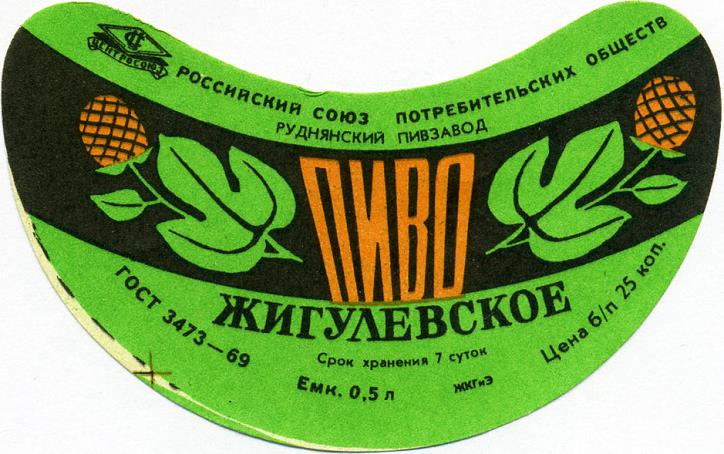 ЦЕНТРОСОЮЗ
РОССИЙСКИЙ СОЮЗ ПОТРЕБИТЕЛЬСКИХ ОБЩЕСТВ
РУДНЯНСКИЙ ПИВЗАВОД
ПИВО
ЖИГУЛЕВСКОЕ
ГОСТ 3473—69
Срок хранения 7 суток
Емк. 0,5 л
ЖКГиЭ
Цена б/п 25 коп.